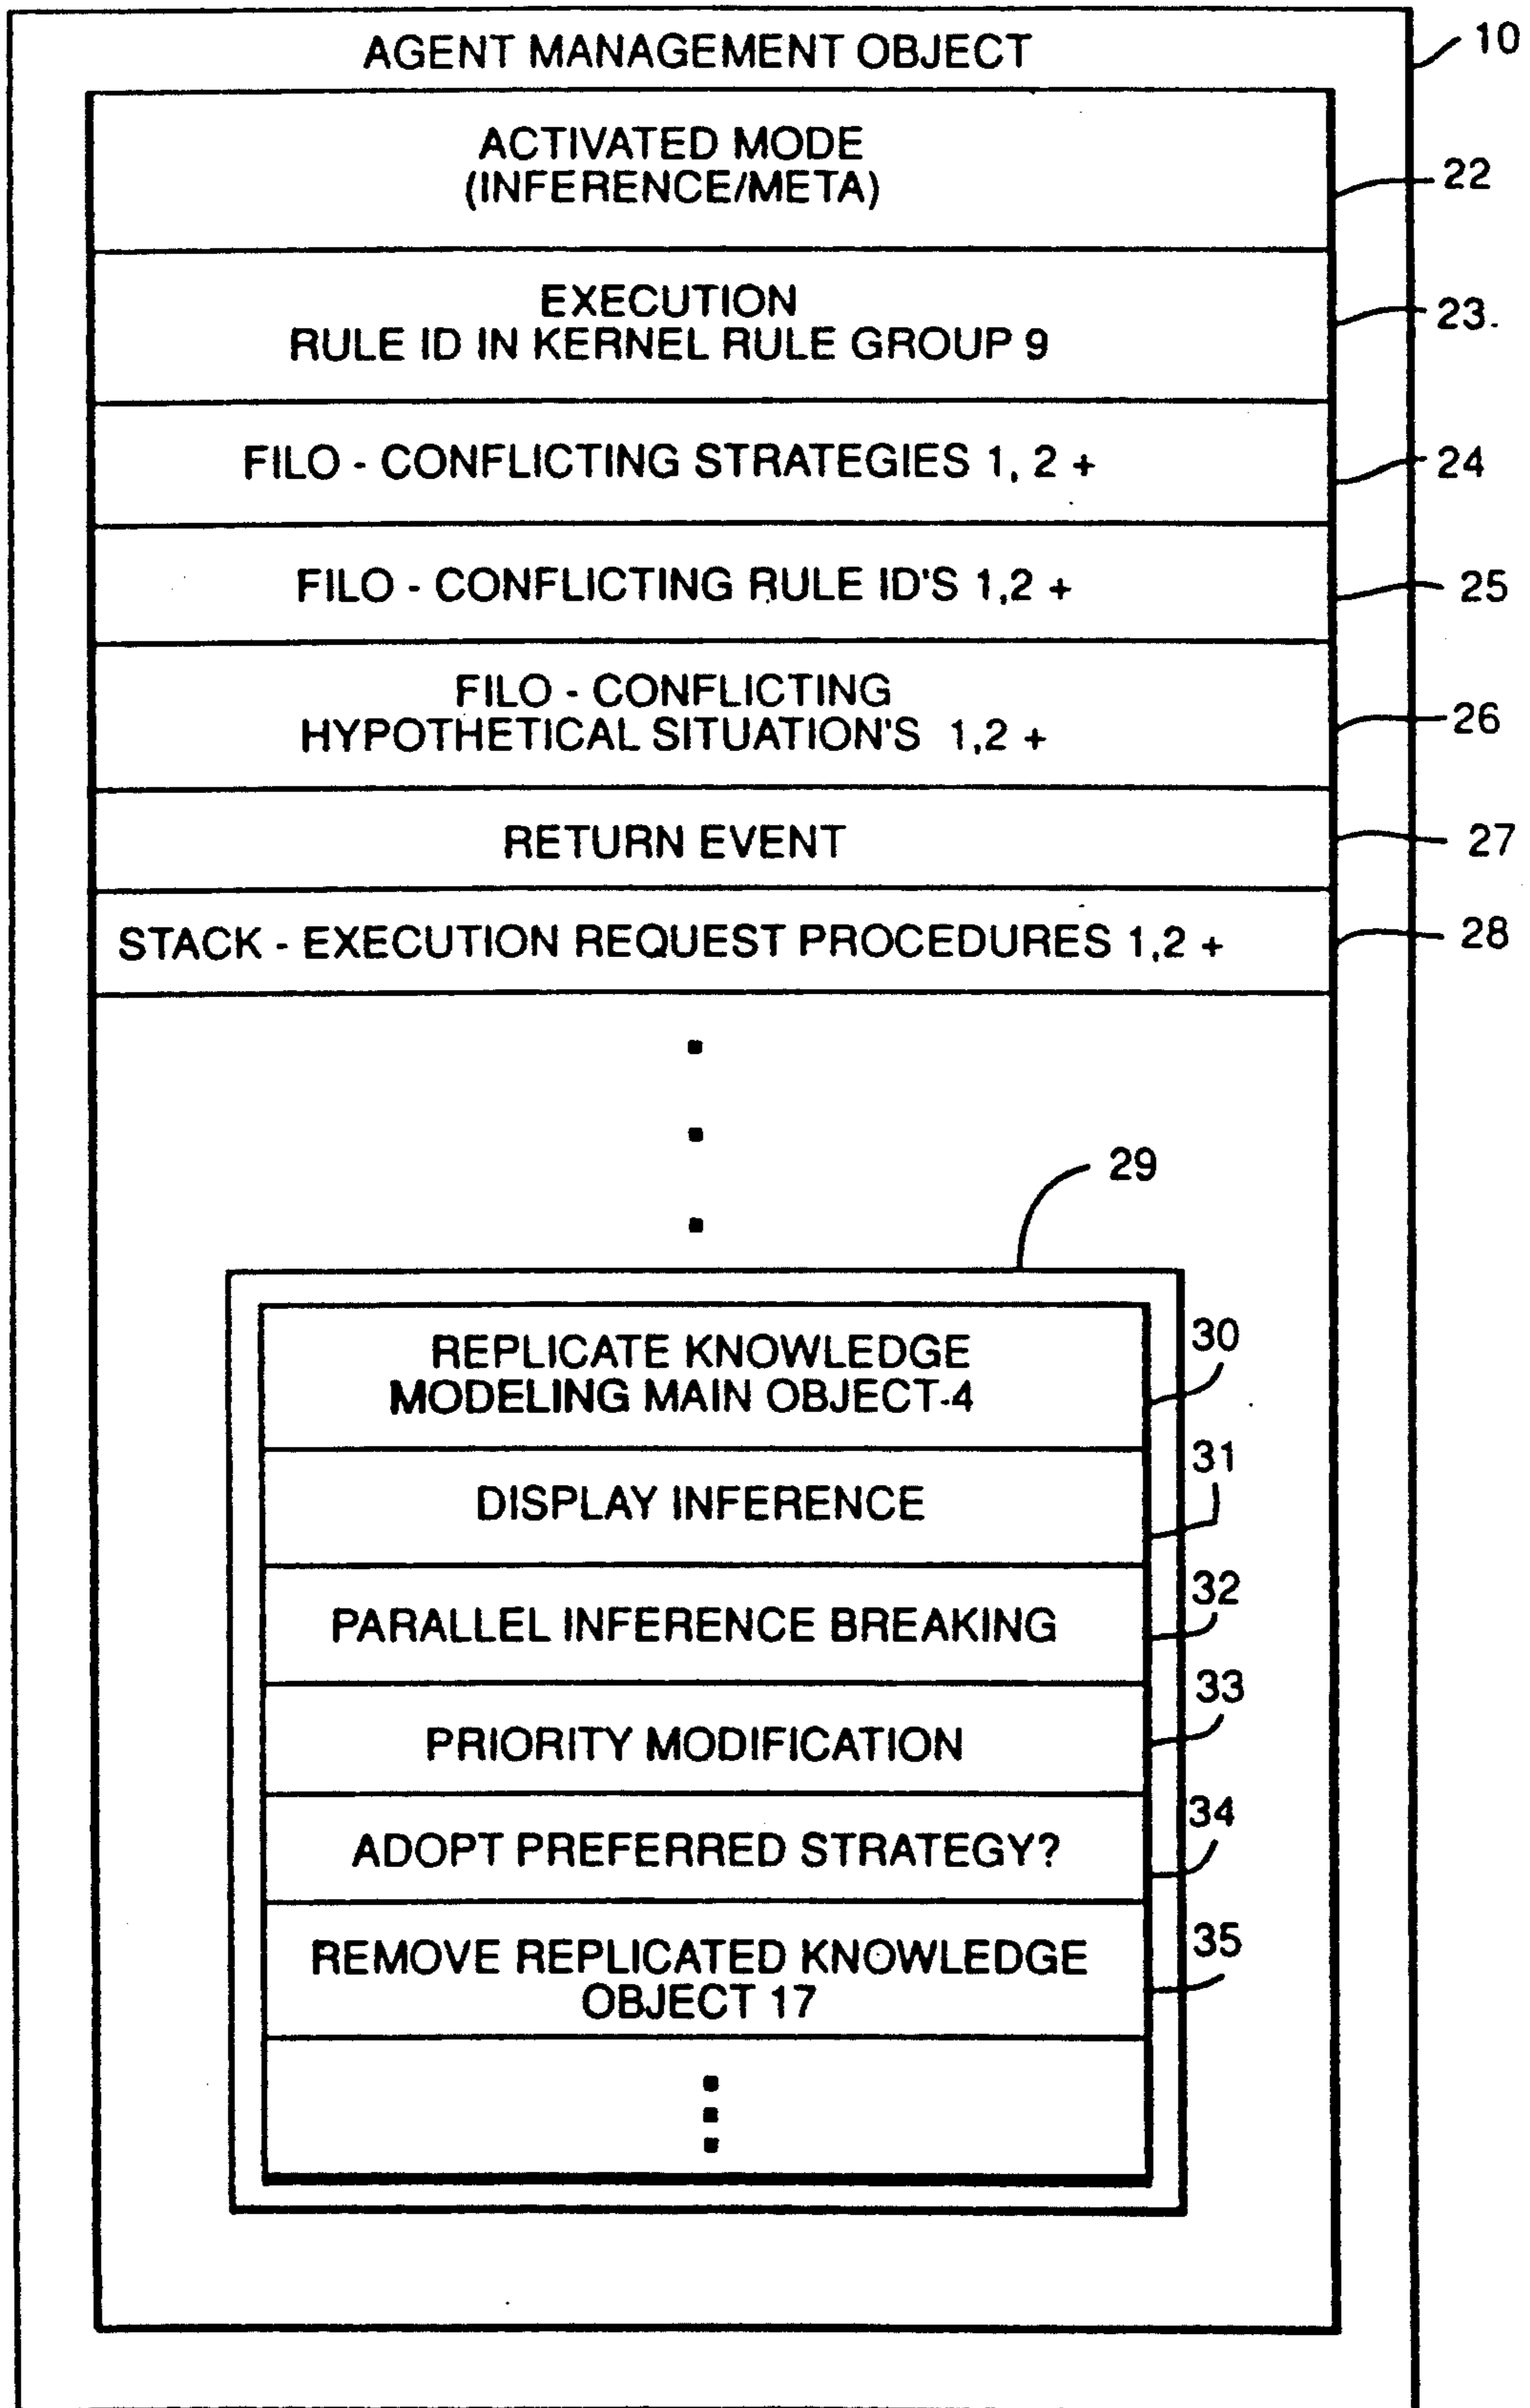 AGENT MANAGEMENT OBJECT
10
ACTIVATED MODE
(INFERENCE/META)
22
EXECUTION
RULE ID IN KERNEL RULE GROUP 9
23.
FILO - CONFLICTING STRATEGIES 1, 2 +
24
FILO - CONFLICTING RULE ID'S 1,2 +
25
FILO - CONFLICTING
HYPOTHETICAL SITUATION'S 1,2 +
26
RETURN EVENT
27
STACK - EXECUTION REQUEST PROCEDURES 1,2 +
28
29
REPLICATE KNOWLEDGE
MODELING MAIN OBJECT-4
30
DISPLAY INFERENCE
31
PARALLEL INFERENCE BREAKING
32
PRIORITY MODIFICATION
33
ADOPT PREFERRED STRATEGY?
34
REMOVE REPLICATED KNOWLEDGE
OBJECT 17
35